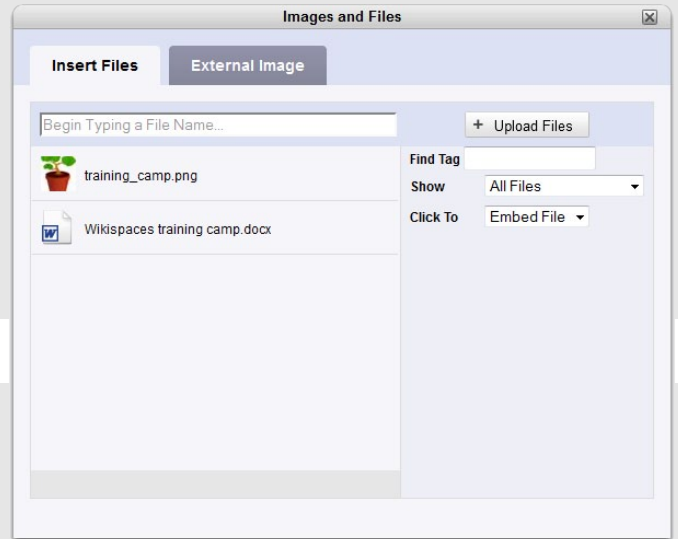 Images and Files
Insert Files
External Image
Begin Typing a File Name...
+ Upload Files
training_camp.png
Wikispaces training camp.docx
Find Tag
Show All Files
Click To Embed File